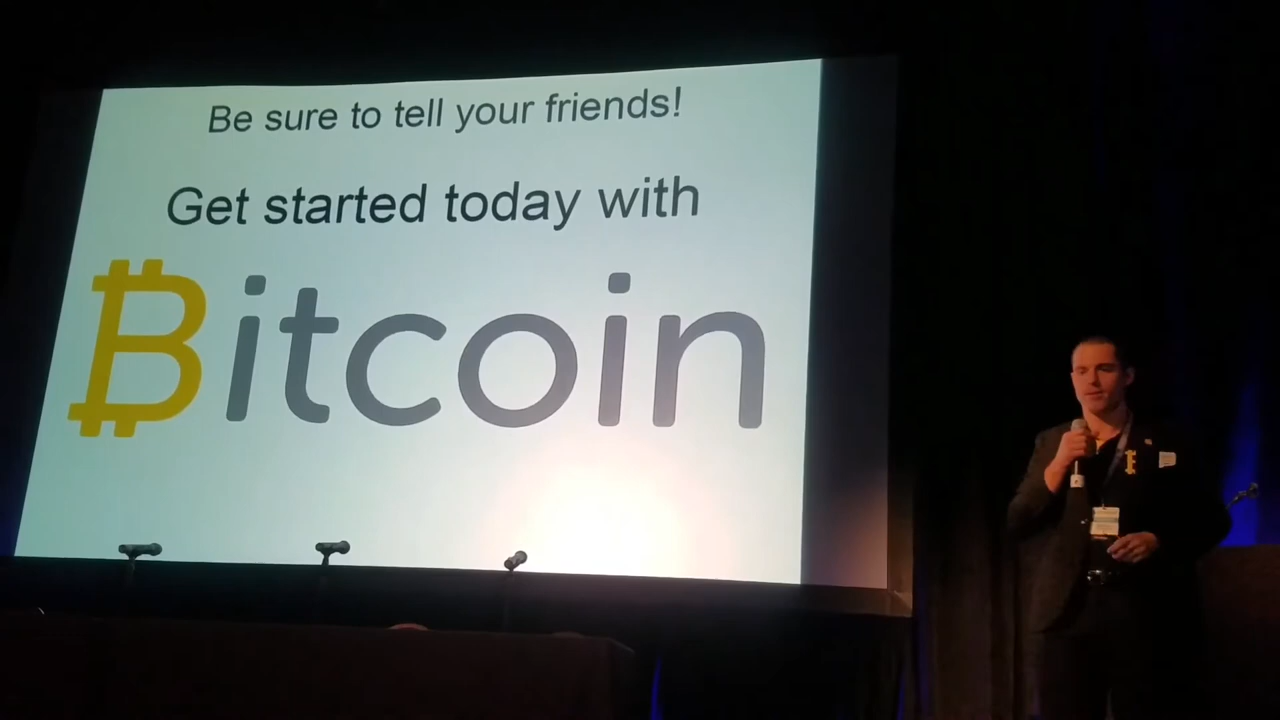 Be sure to tell your friends!
Get started today with
Bitcoin